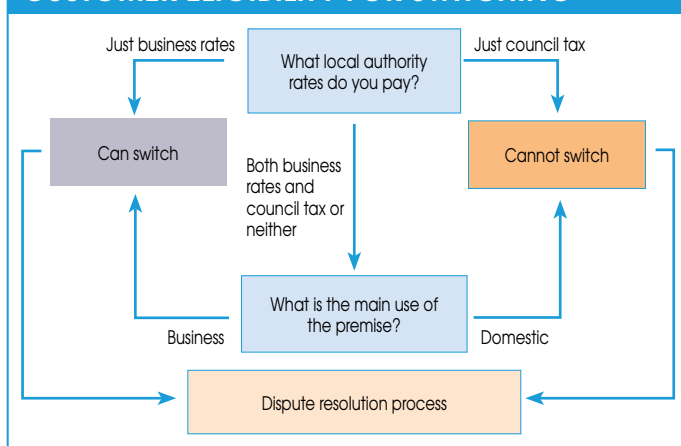 Just business rates
What local authority
rates do you pay?
Just council tax
Can switch
Both business
rates and
council tax or
neither
Cannot switch
What is the main use of
the premise?
Business
Domestic
Dispute resolution process